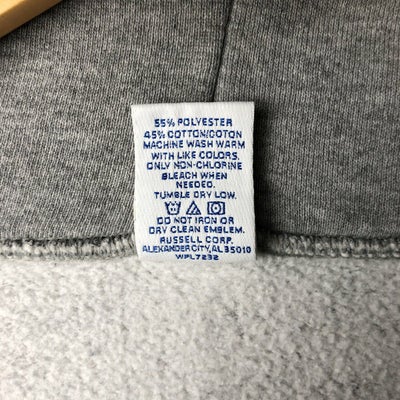 55% POLYESTER
45% COTTON/COTON
MACHINE WASH WARM
WITH LIKE COLORS.
ONLY NON-CHLORINE
BLEACH WHEN
NEEDED.
TUMBLE DRY LOW.
DO NOT IRON OR
DRY CLEAN EMBLEM.
RUSSELL CORP.
ALEXANDER CITY, AL 35010
WPL7232